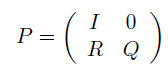 P = ( I 0
R Q )